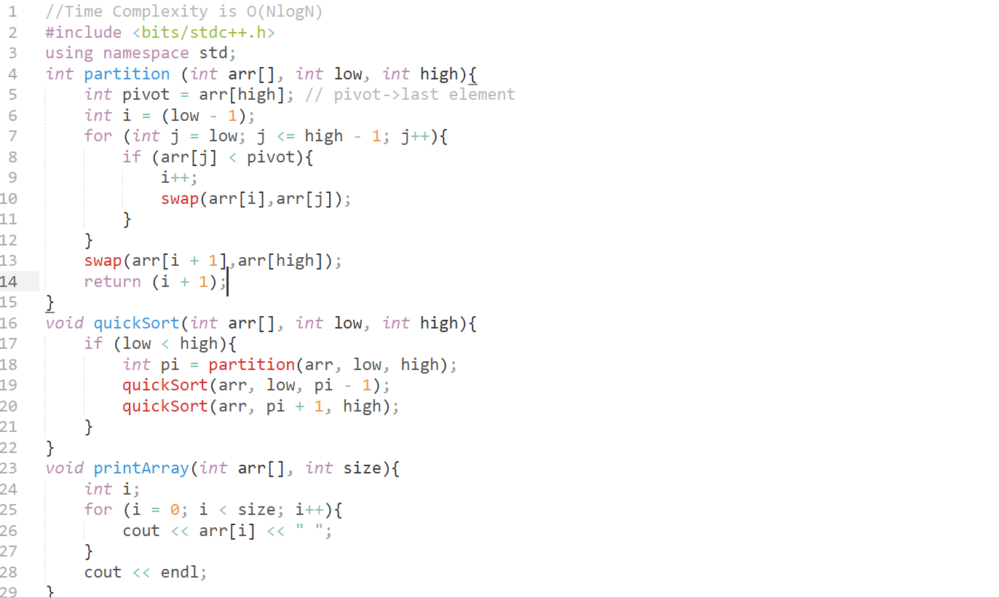 1 //Time Complexity is O(NlogN)
2 #include <bits/stdc++.h>
3 using namespace std;
4 int partition (int arr[], int low, int high){
5     int pivot = arr[high]; // pivot->last element
6     int i = (low - 1);
7     for (int j = low; j <= high - 1; j++){
8         if (arr[j] < pivot){
9             i++;
10             swap(arr[i],arr[j]);
11         }
12     }
13     swap(arr[i + 1],arr[high]);
14     return (i + 1);
15 }
16 void quickSort(int arr[], int low, int high){
17     if (low < high){
18         int pi = partition(arr, low, high);
19         quickSort(arr, low, pi - 1);
20         quickSort(arr, pi + 1, high);
21     }
22 }
23 void printArray(int arr[], int size){
24     int i;
25     for (i = 0; i < size; i++){
26         cout << arr[i] << " ";
27     }
28     cout << endl;
29 }